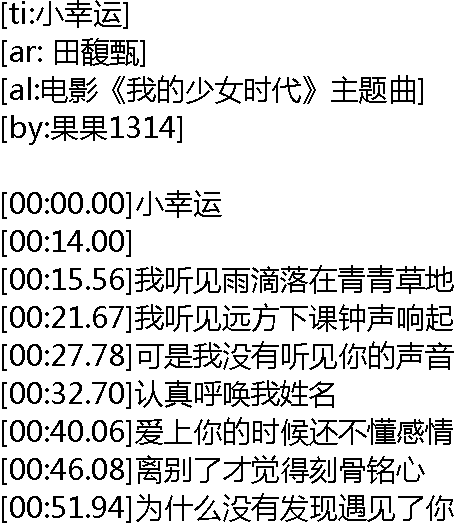 [ti:小幸运]
[ar: 田馥甄]
[al:电影《我的少女时代》主题曲]
[by:果果1314]
[00:00.00]小幸运
[00:14.00]
[00:15.56]我听见雨滴落在青青草地
[00:21.67]我听见远方下课钟声响起
[00:27.78]可是我没有听见你的声音
[00:32.70]认真呼唤我姓名
[00:40.06]爱上你的时候还不懂感情
[00:46.08]离别了才觉得刻骨铭心
[00:51.94]为什么没有发现遇见了你